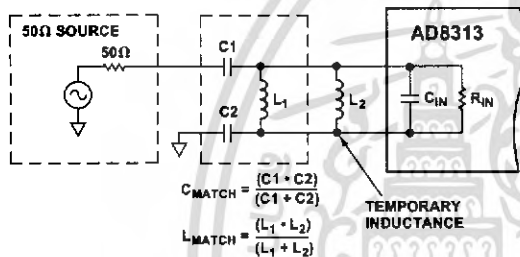 50Ω SOURCE
50Ω
C1
C2
L1
L2
AD8313
CIN
RIN
CMATCH = (C1 • C2) / (C1 + C2)
LMATCH = (L1 • L2) / (L1 + L2)
TEMPORARY
INDUCTANCE